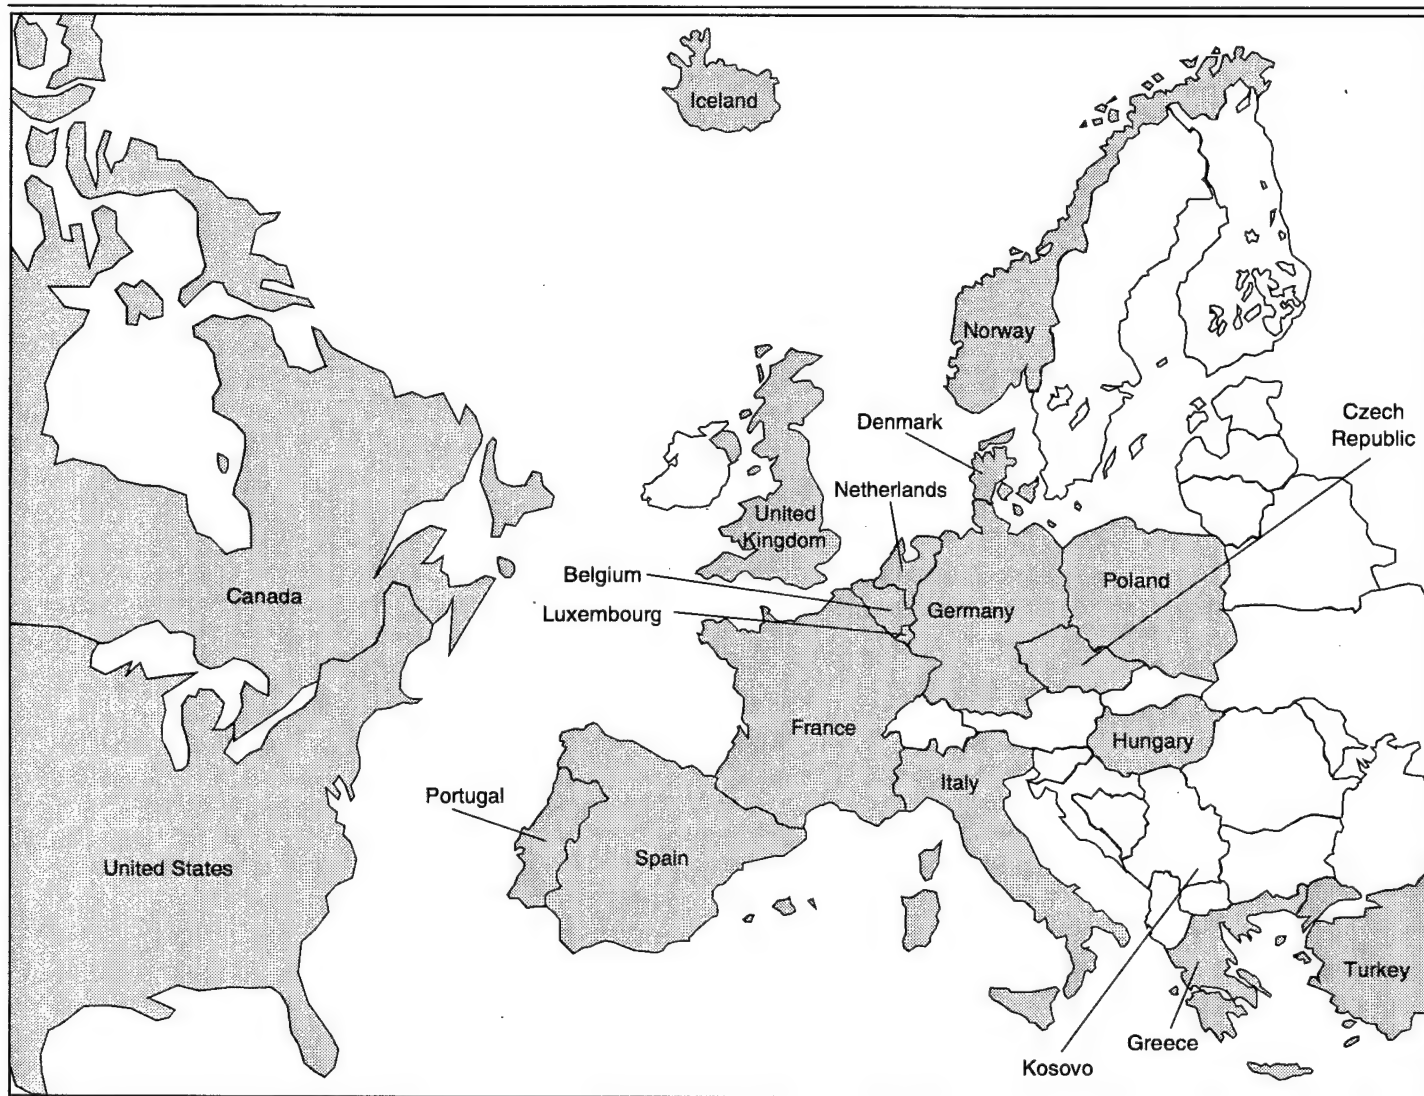 Iceland
Norway
Denmark
Czech
Republic
Netherlands
United
Kingdom
Belgium
Poland
Canada
Germany
Luxembourg
France
Hungary
Italy
Portugal
United States
Spain
Turkey
Greece
Kosovo